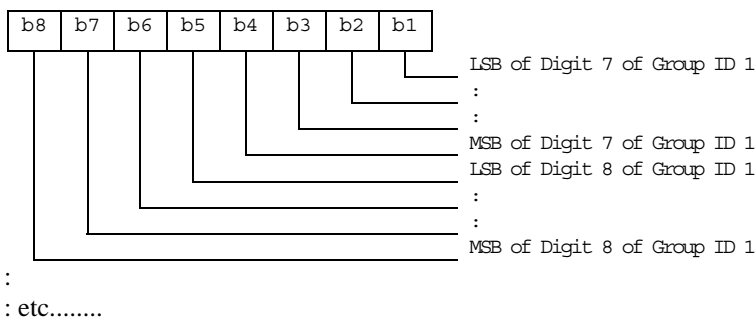 b8 b7 b6 b5 b4 b3 b2 b1
LSB of Digit 7 of Group ID 1
:
:
MSB of Digit 7 of Group ID 1
LSB of Digit 8 of Group ID 1
:
:
MSB of Digit 8 of Group ID 1
:
: etc........